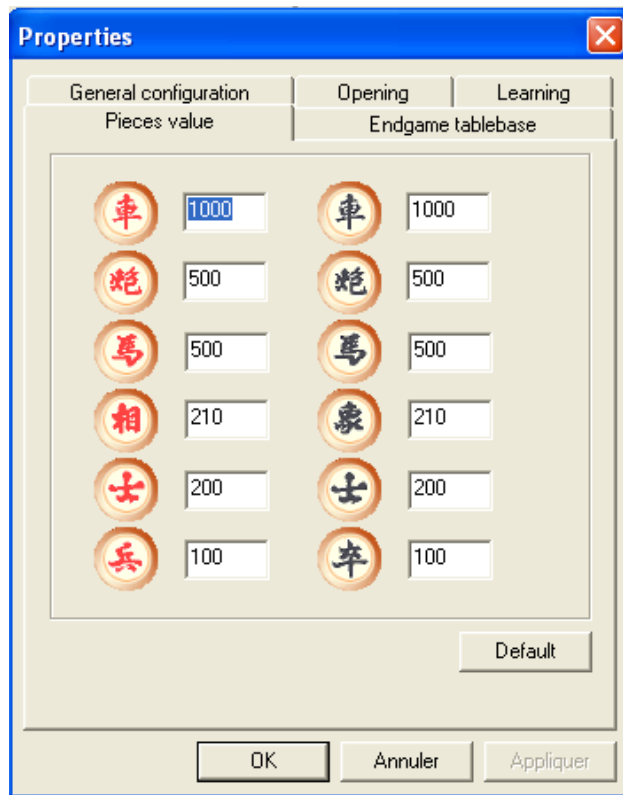 Properties
General configuration Opening Learning
Pieces value Endgame tablebase
車 1000 車 1000
炮 500 炮 500
馬 500 馬 500
相 210 象 210
士 200 士 200
兵 100 卒 100
Default
OK Annuler Appliquer